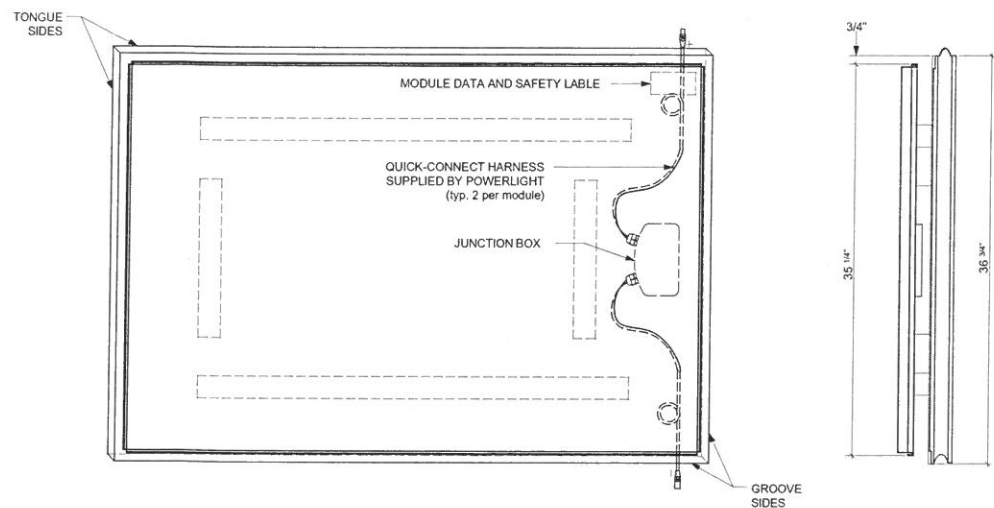 TONGUE
SIDES
3/4"
MODULE DATA AND SAFETY LABLE
QUICK-CONNECT HARNESS
SUPPLIED BY POWERLIGHT
(typ. 2 per module)
JUNCTION BOX
35 1/4"
36 3/4"
GROOVE
SIDES